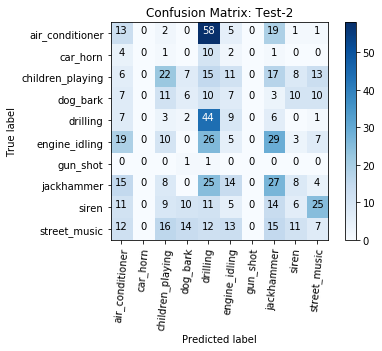 Confusion Matrix: Test-2
True label
air_conditioner 13 0 2 0 58 5 0 19 1 1
car_horn 4 0 1 0 10 2 0 1 0 0
children_playing 6 0 22 7 15 11 0 17 8 13
dog_bark 7 0 11 6 10 7 0 3 10 10
drilling 7 0 3 2 44 9 0 6 0 1
engine_idling 19 0 10 0 26 5 0 29 3 7
gun_shot 0 0 0 1 1 0 0 0 0 0
jackhammer 15 0 8 0 25 14 0 27 8 4
siren 11 0 9 10 11 5 0 14 6 25
street_music 12 0 16 14 12 13 0 15 11 7
air_conditioner car_horn children_playing dog_bark drilling engine_idling gun_shot jackhammer siren street_music
Predicted label
50
40
30
20
10
0